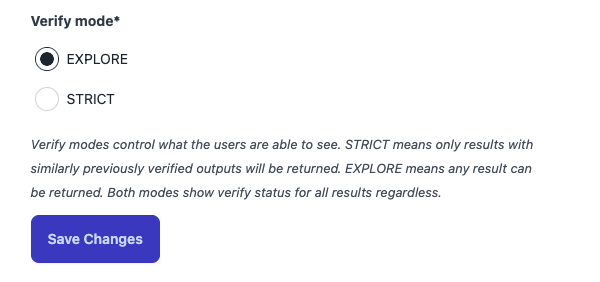 Verify mode*
EXPLORE
STRICT
Verify modes control what the users are able to see. STRICT means only results with
similarly previously verified outputs will be returned. EXPLORE means any result can
be returned. Both modes show verify status for all results regardless.
Save Changes